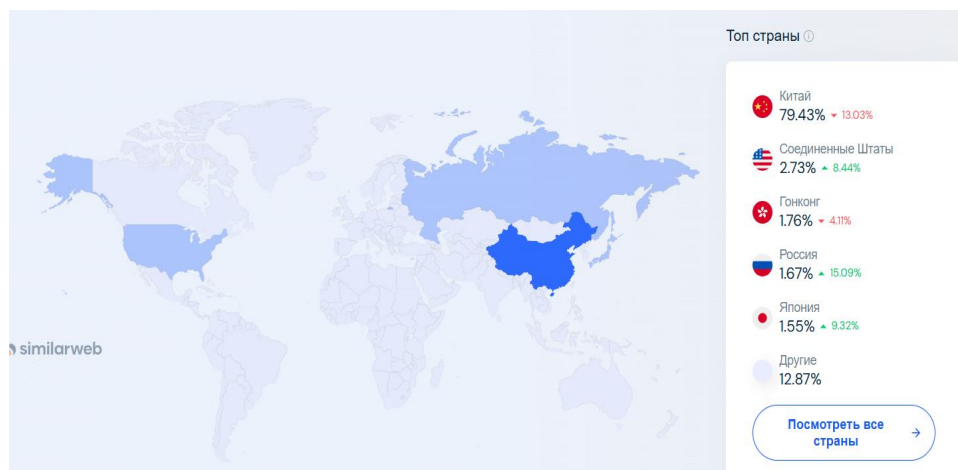 Топ страны
Китай
79.43% 13.03%
Соединенные Штаты
2.73% 8.44%
Гонконг
1.76% 4.11%
Россия
1.67% 15.09%
Япония
1.55% 9.32%
similarweb
Другие
12.87%
Посмотреть все
страны